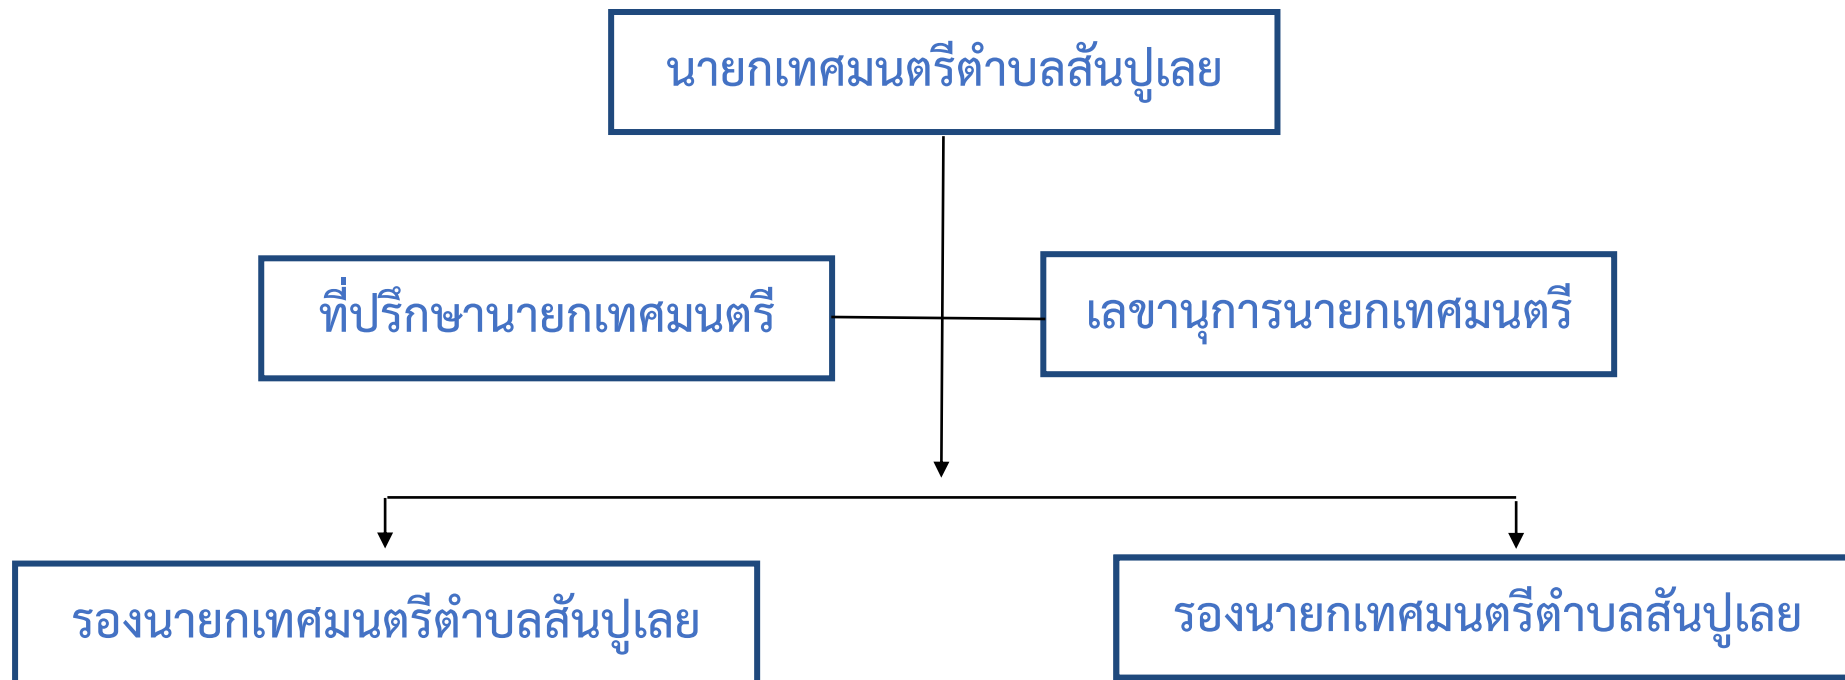 นายกเทศมนตรีตำบลสันปูเลย
ที่ปรึกษานายกเทศมนตรี
เลขานุการนายกเทศมนตรี
รองนายกเทศมนตรีตำบลสันปูเลย
รองนายกเทศมนตรีตำบลสันปูเลย